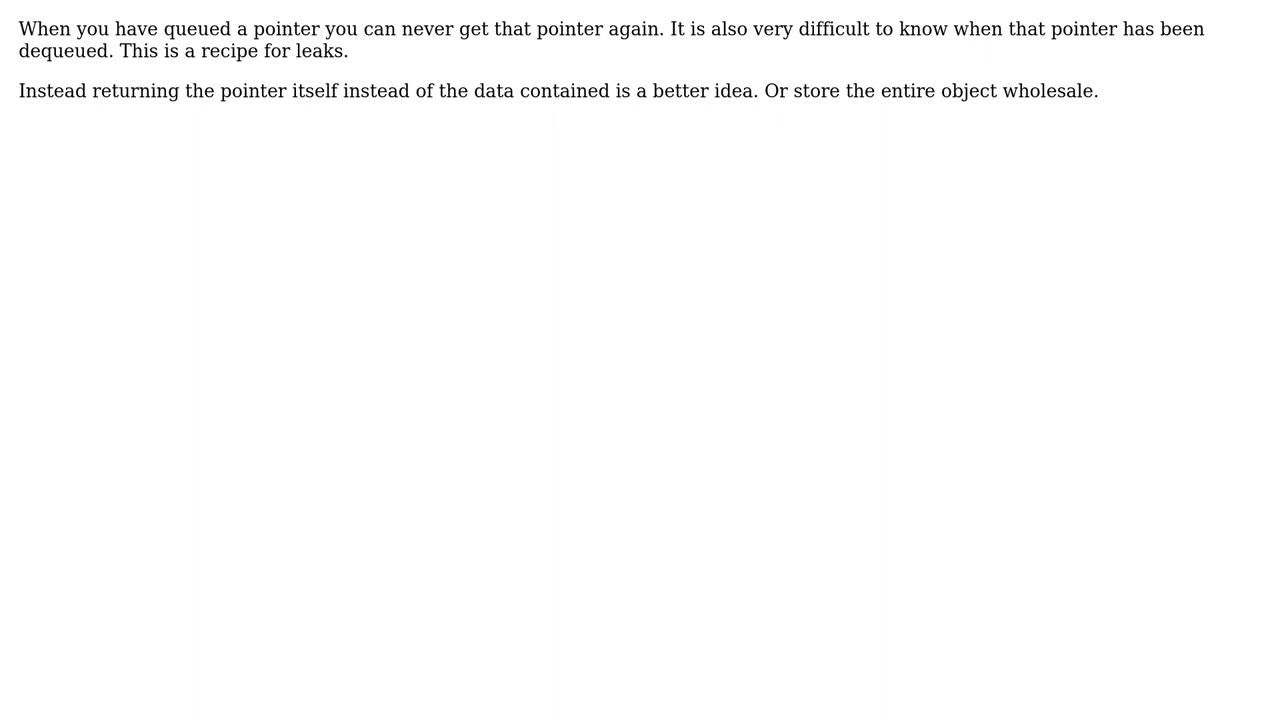 When you have queued a pointer you can never get that pointer again. It is also very difficult to know when that pointer has been
dequeued. This is a recipe for leaks.
Instead returning the pointer itself instead of the data contained is a better idea. Or store the entire object wholesale.